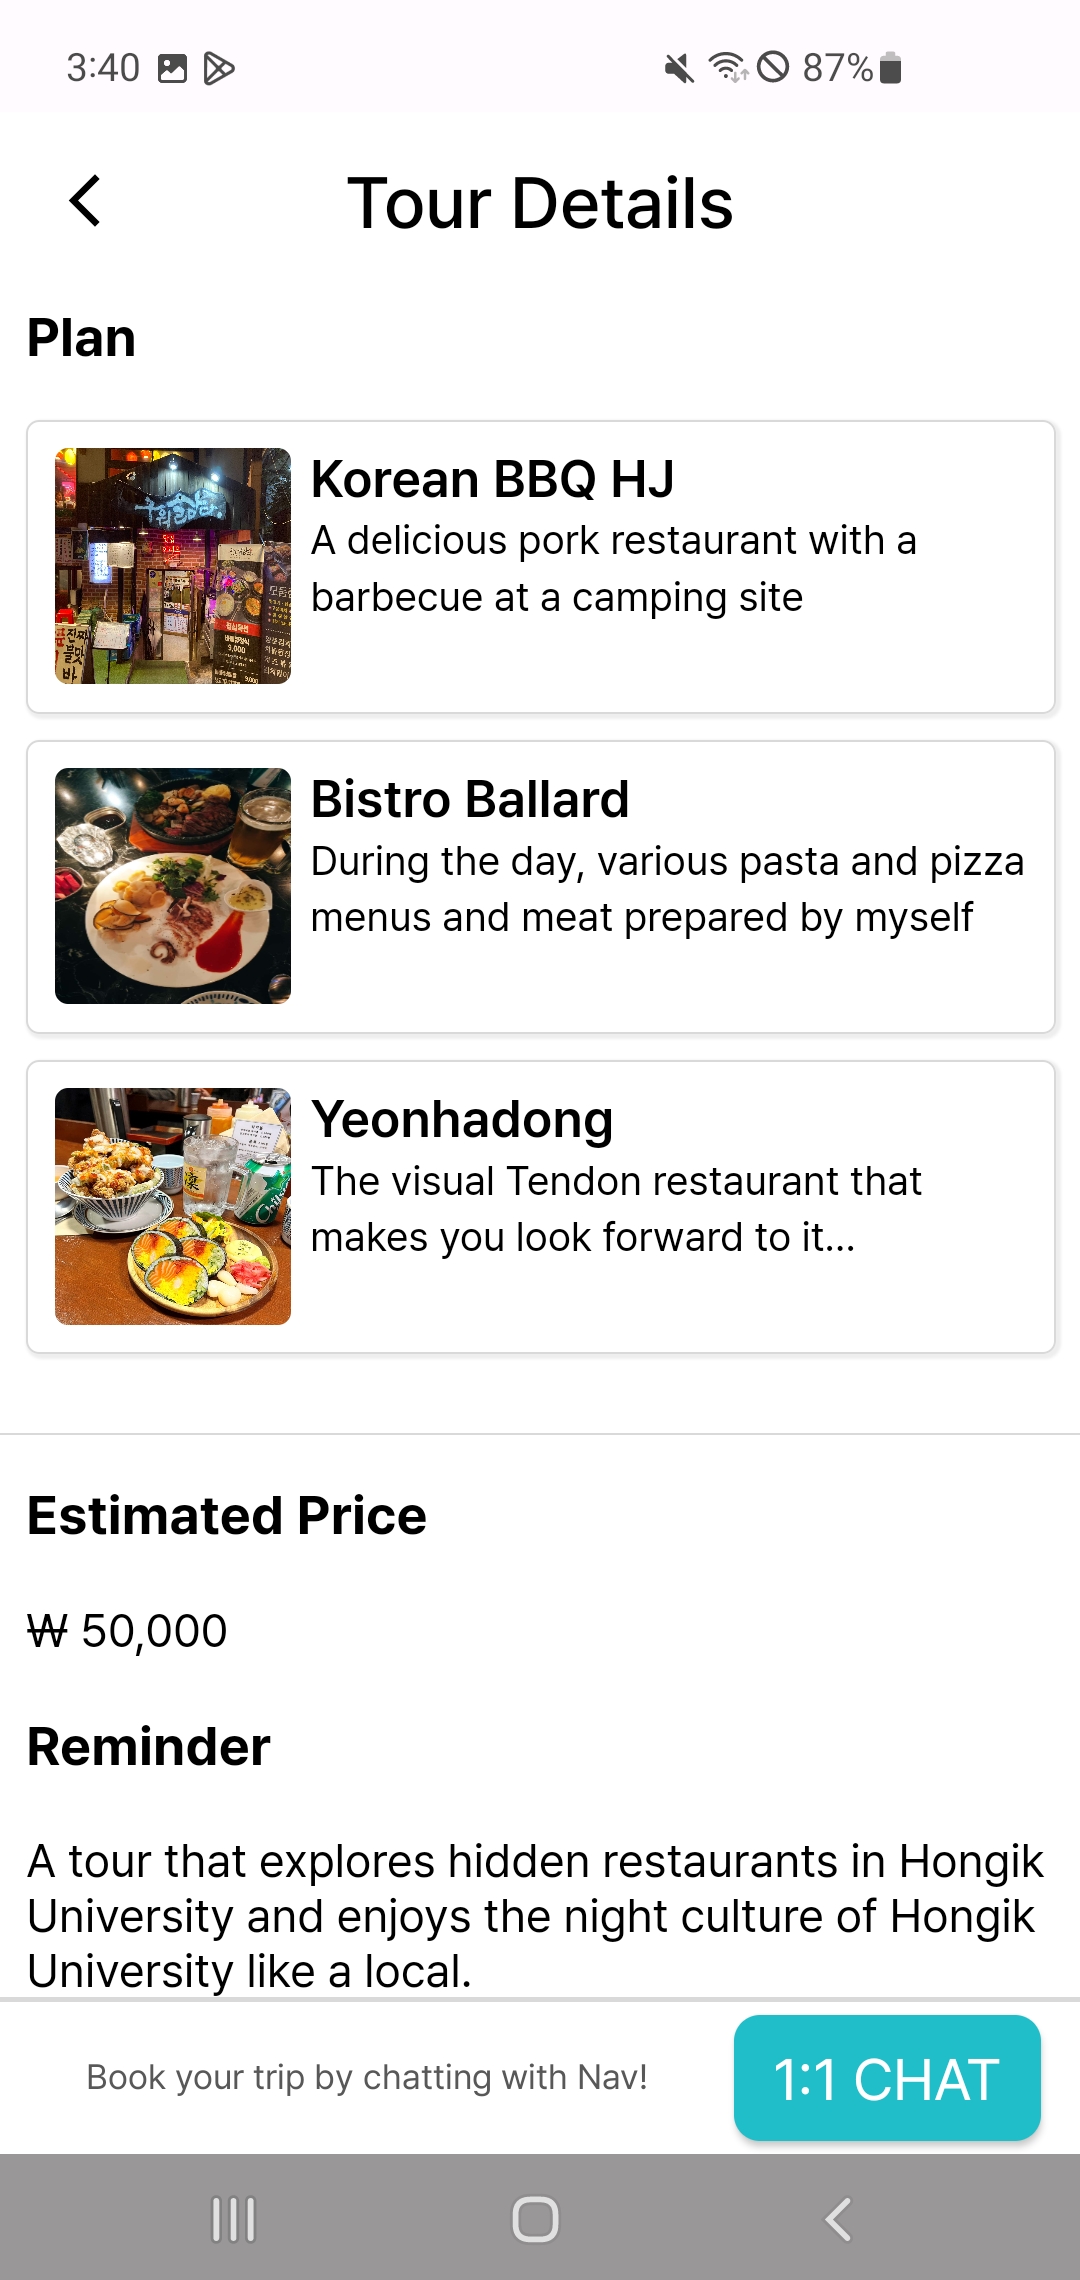 3:40
87%
Tour Details
Plan
Korean BBQ HJ
A delicious pork restaurant with a
barbecue at a camping site
9,000
Bistro Ballard
During the day, various pasta and pizza
menus and meat prepared by myself
Yeonhadong
The visual Tendon restaurant that
makes you look forward to it...
Estimated Price
₩ 50,000
Reminder
A tour that explores hidden restaurants in Hongik
University and enjoys the night culture of Hongik
University like a local.
Book your trip by chatting with Nav!
1:1 CHAT